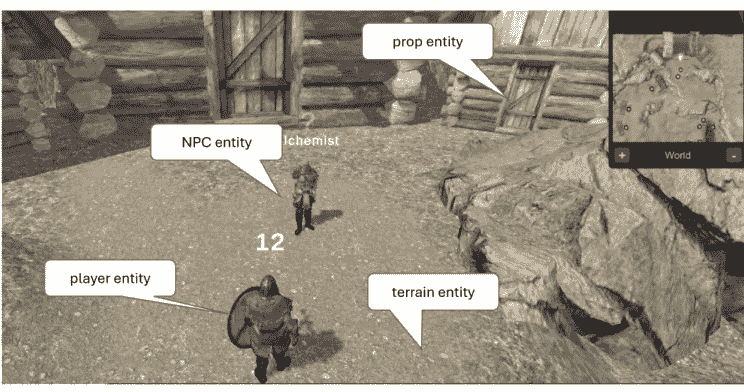 prop entity
NPC entity
lchemist
12
player entity
terrain entity
+ World -